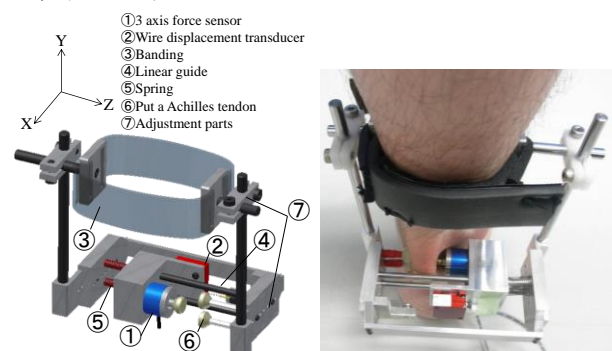 ①3 axis force sensor
②Wire displacement transducer
③Banding
④Linear guide
⑤Spring
⑥Put a Achilles tendon
⑦Adjustment parts
Y
Z
X
⑦
③
②
④
⑤
①
⑥